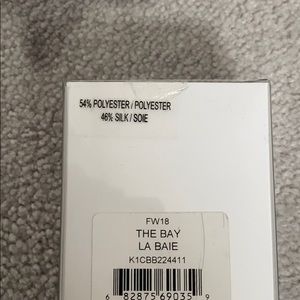 54% POLYESTER / POLYESTER
46% SILK / SOIE
FW18
THE BAY
LA BAIE
K1CBB224411
6 82875 69035 9